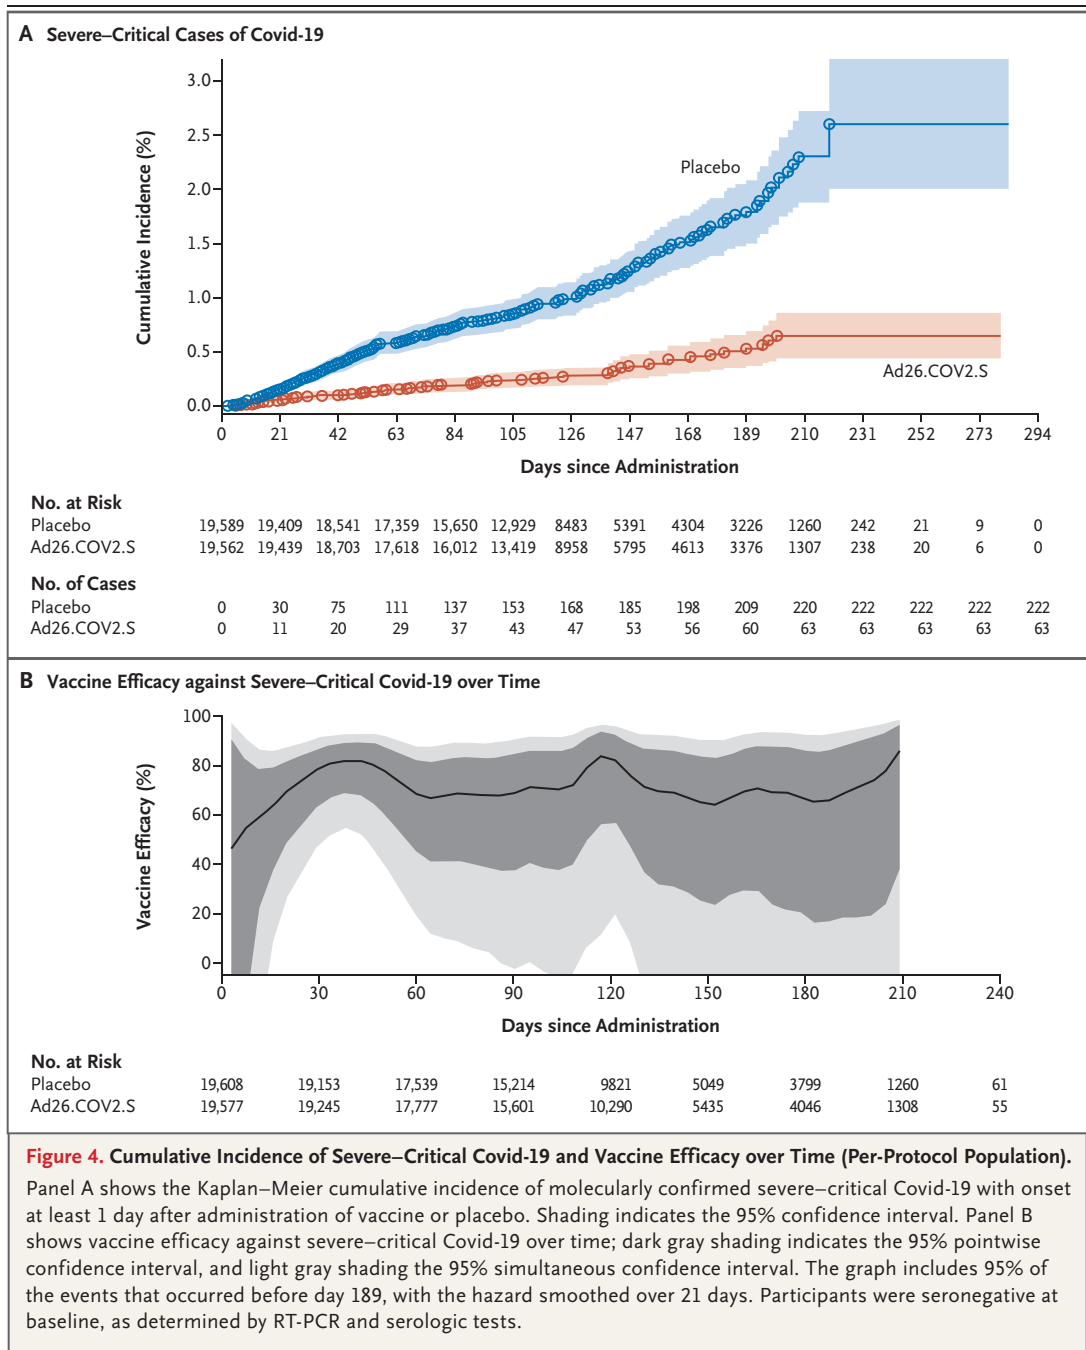 A Severe–Critical Cases of Covid-19
3.0
2.5
2.0
1.5
1.0
0.5
0.0
Cumulative Incidence (%)
Placebo
Ad26.COV2.S
0 21 42 63 84 105 126 147 168 189 210 231 252 273 294
Days since Administration
No. at Risk
Placebo 19,589 19,409 18,541 17,359 15,650 12,929 8483 5391 4304 3226 1260 242 21 9 0
Ad26.COV2.S 19,562 19,439 18,703 17,618 16,012 13,419 8958 5795 4613 3376 1307 238 20 6 0
No. of Cases
Placebo 0 30 75 111 137 153 168 185 198 209 220 222 222 222 222
Ad26.COV2.S 0 11 20 29 37 43 47 53 56 60 63 63 63 63 63
B Vaccine Efficacy against Severe–Critical Covid-19 over Time
100
80
60
40
20
0
Vaccine Efficacy (%)
0 30 60 90 120 150 180 210 240
Days since Administration
No. at Risk
Placebo 19,608 19,153 17,539 15,214 9821 5049 3799 1260 61
Ad26.COV2.S 19,577 19,245 17,777 15,601 10,290 5435 4046 1308 55
Figure 4. Cumulative Incidence of Severe–Critical Covid-19 and Vaccine Efficacy over Time (Per-Protocol Population).
Panel A shows the Kaplan–Meier cumulative incidence of molecularly confirmed severe–critical Covid-19 with onset
at least 1 day after administration of vaccine or placebo. Shading indicates the 95% confidence interval. Panel B
shows vaccine efficacy against severe–critical Covid-19 over time; dark gray shading indicates the 95% pointwise
confidence interval, and light gray shading the 95% simultaneous confidence interval. The graph includes 95% of
the events that occurred before day 189, with the hazard smoothed over 21 days. Participants were seronegative at
baseline, as determined by RT-PCR and serologic tests.